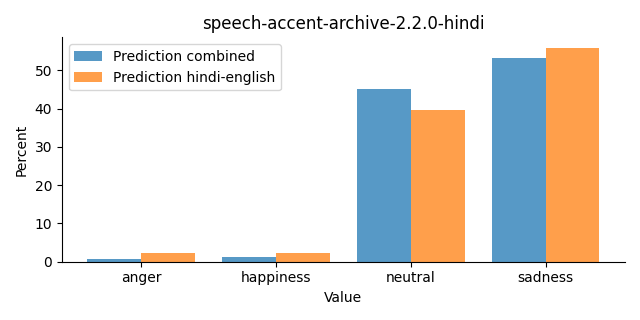 speech-accent-archive-2.2.0-hindi
Prediction combined
Prediction hindi-english
Percent
50
40
30
20
10
0
anger happiness neutral sadness
Value